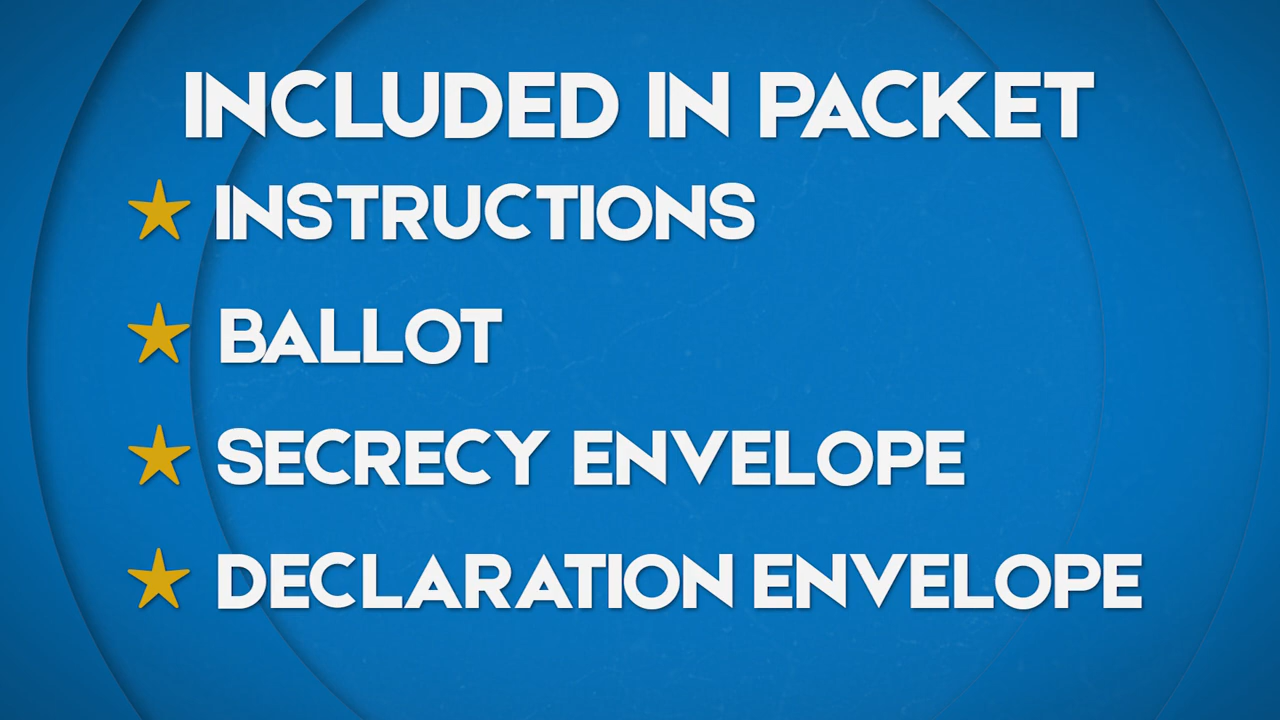 INCLUDED IN PACKET
INSTRUCTIONS
BALLOT
SECRECY ENVELOPE
DECLARATION ENVELOPE